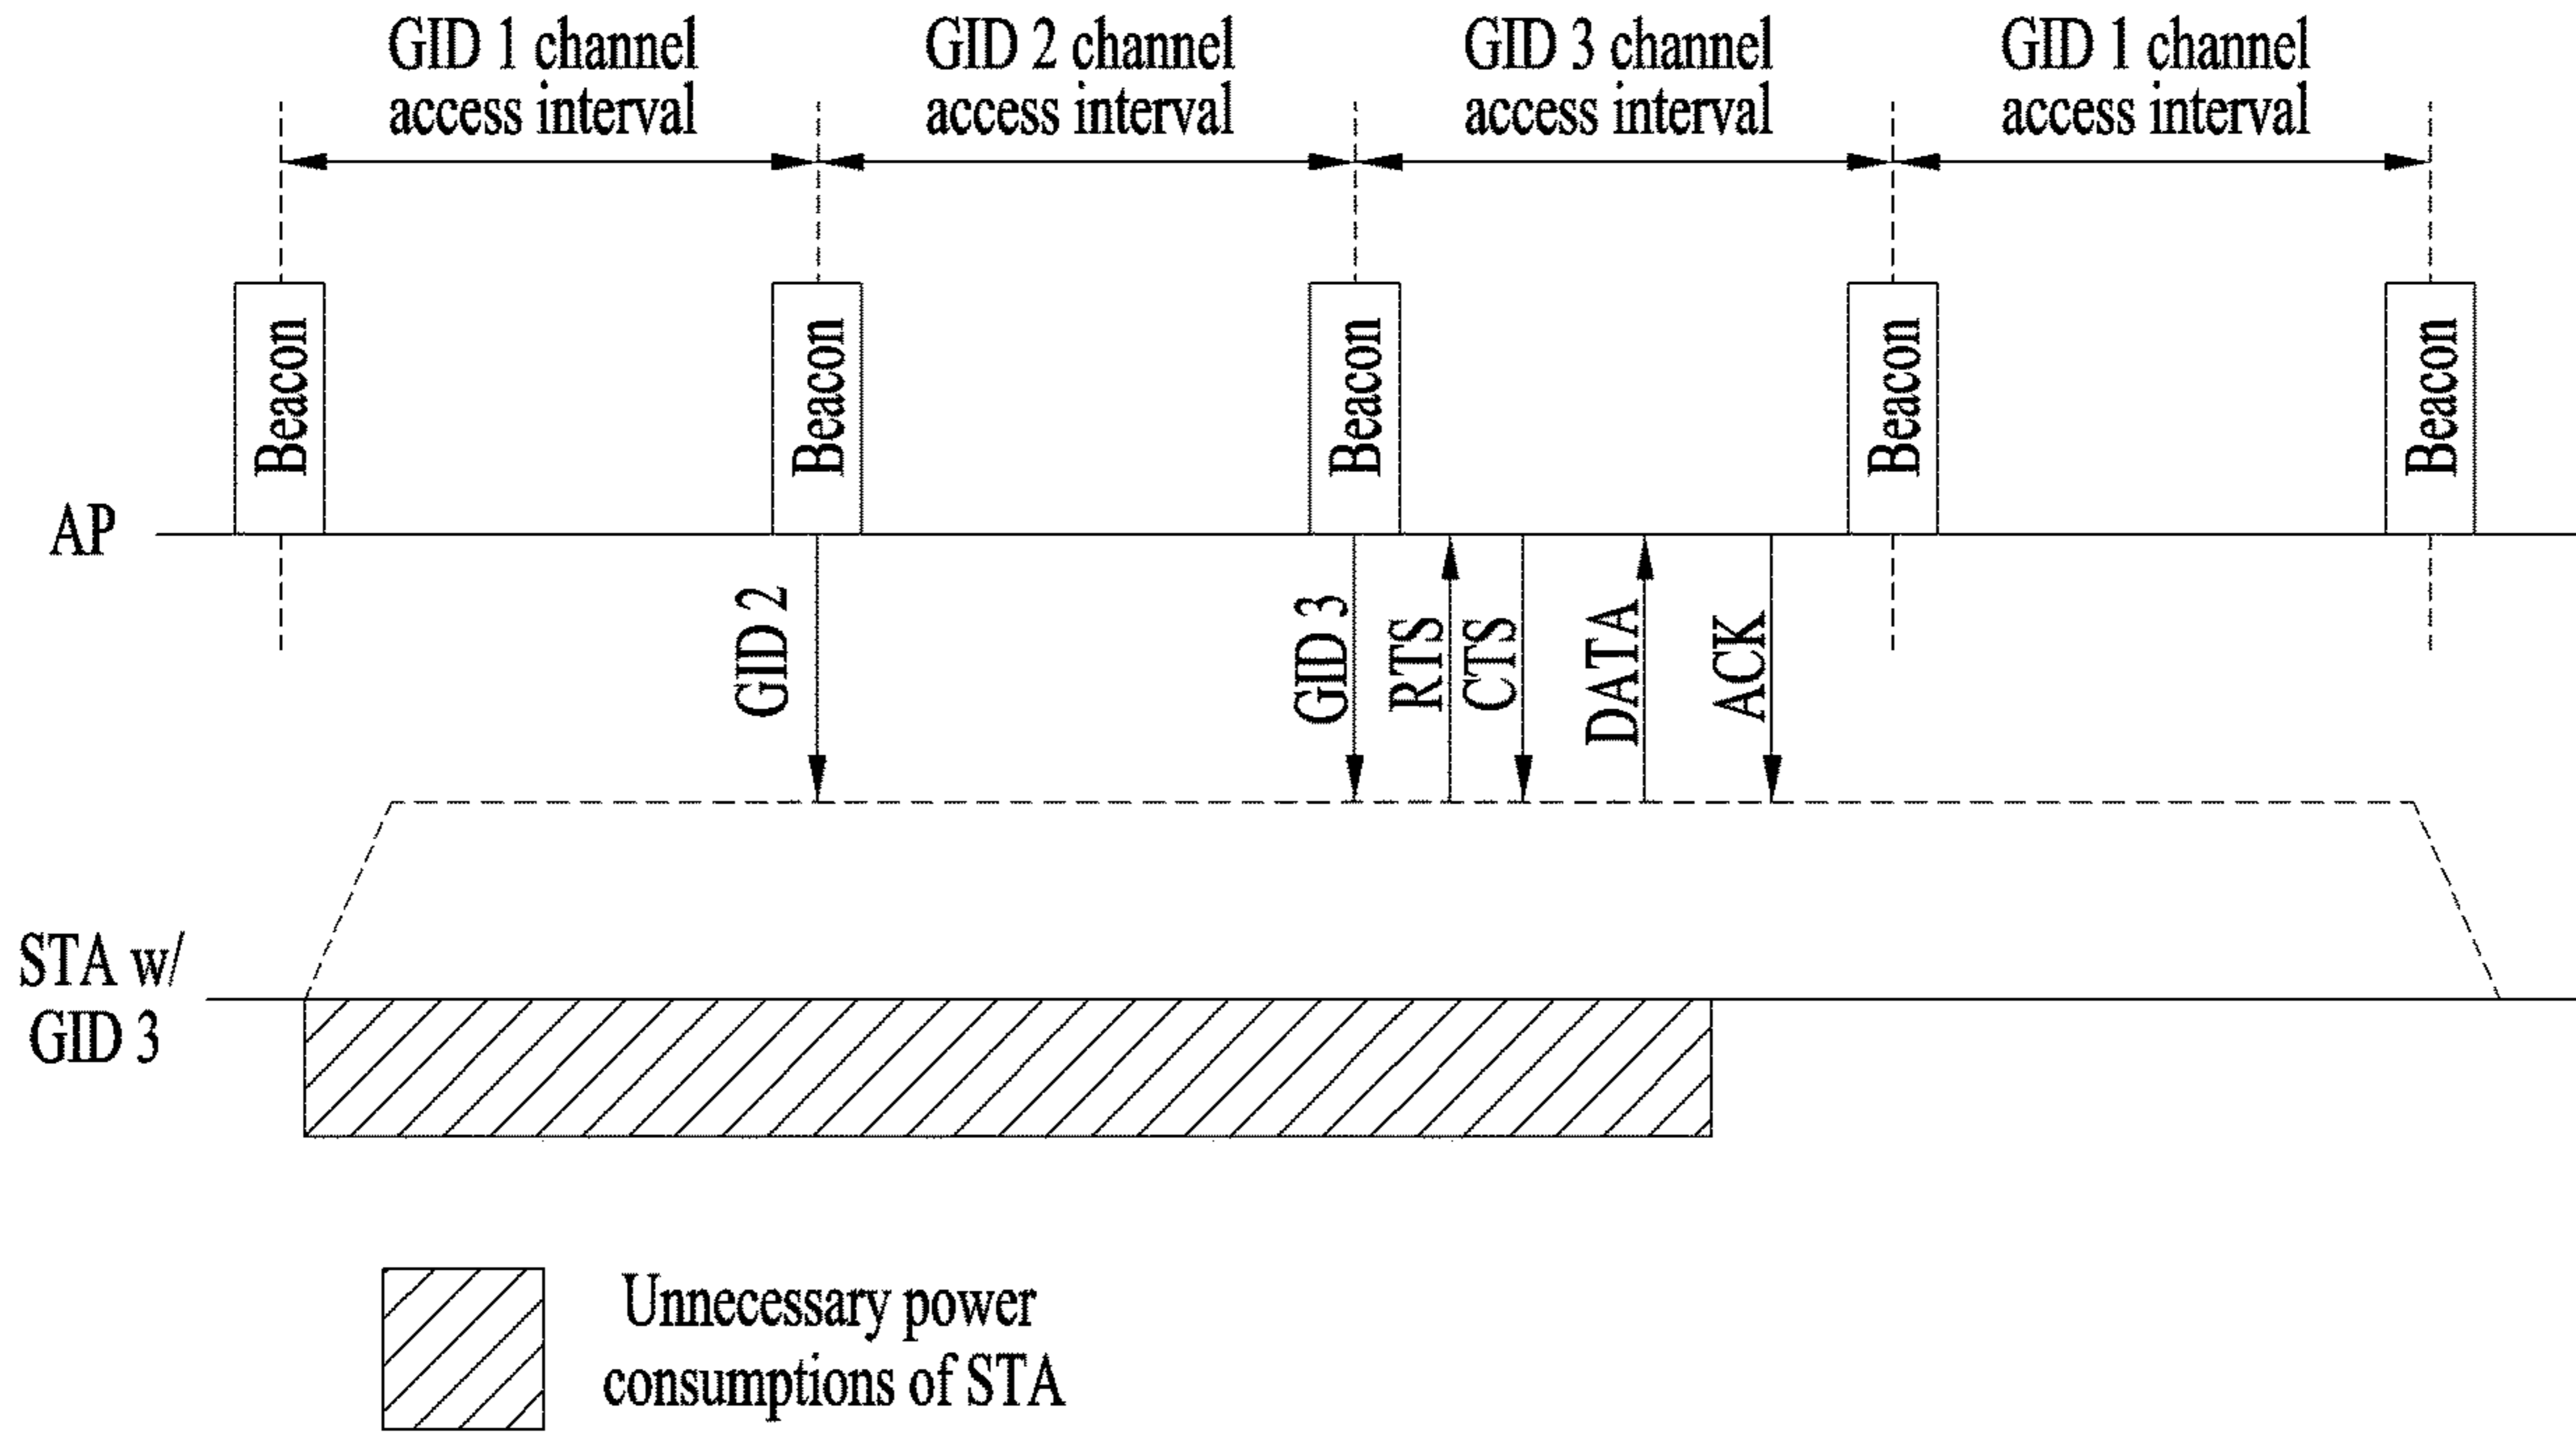 GID 1 channel
access interval
GID 2 channel
access interval
GID 3 channel
access interval
GID 1 channel
access interval
Beacon
Beacon
Beacon
Beacon
Beacon
AP
GID 2
GID 3
RTS
CTS
DATA
ACK
STA w/
GID 3
Unnecessary power
consumptions of STA